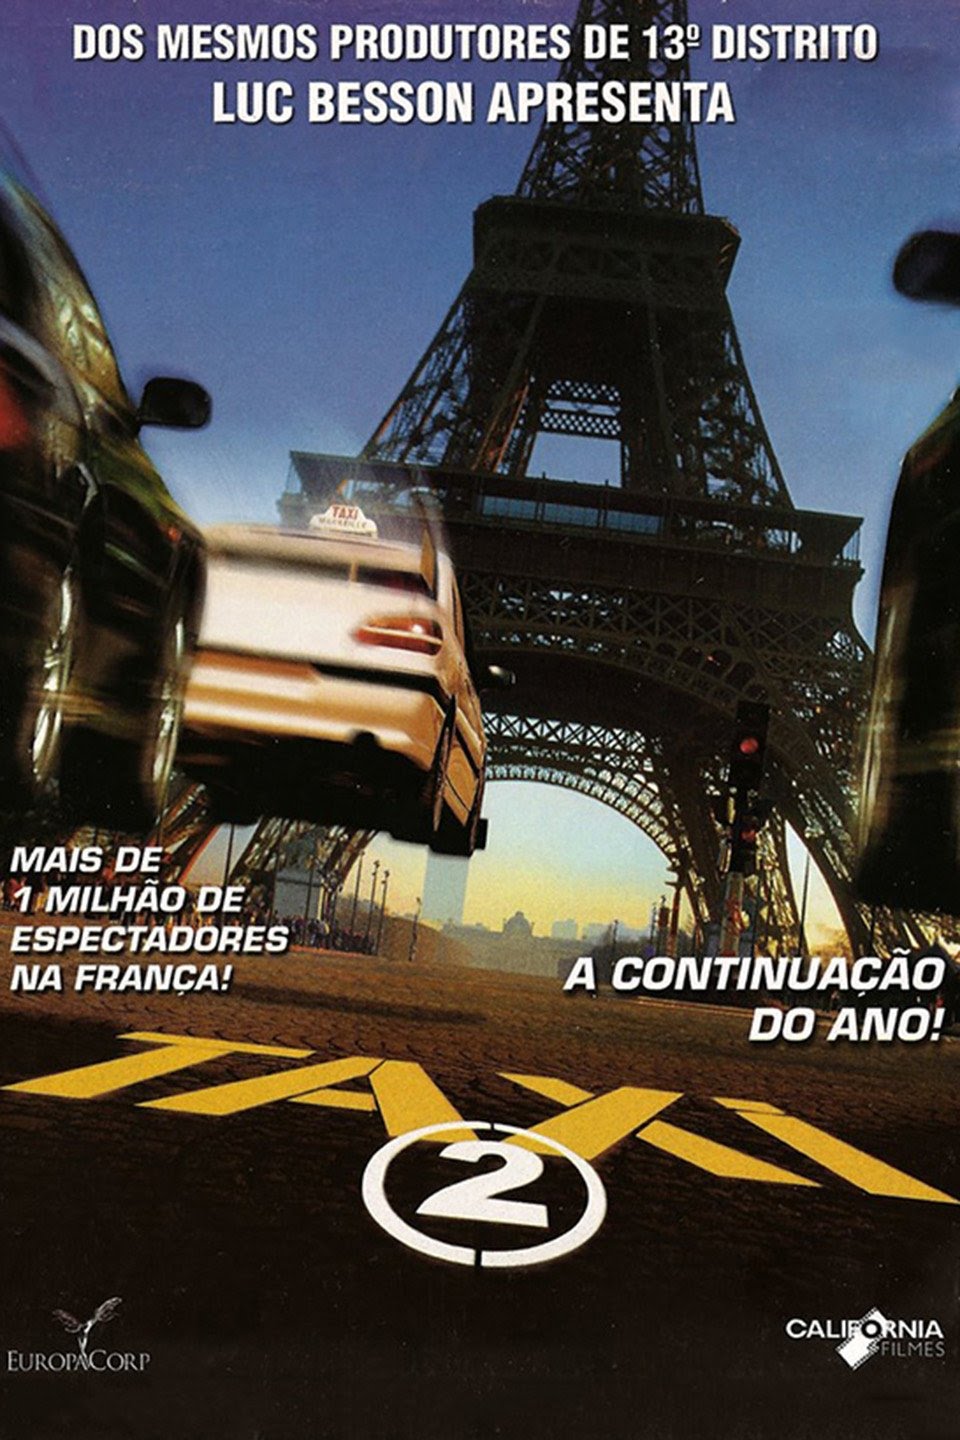 DOS MESMOS PRODUTORES DE 13º DISTRITO
LUC BESSON APRESENTA
TAXI
MARSEILLE
MAIS DE
1 MILHÃO DE
ESPECTADORES
NA FRANÇA!
A CONTINUAÇÃO
DO ANO!
TAXi
2
EUROPACORP
CALIFORNIA
FILMES